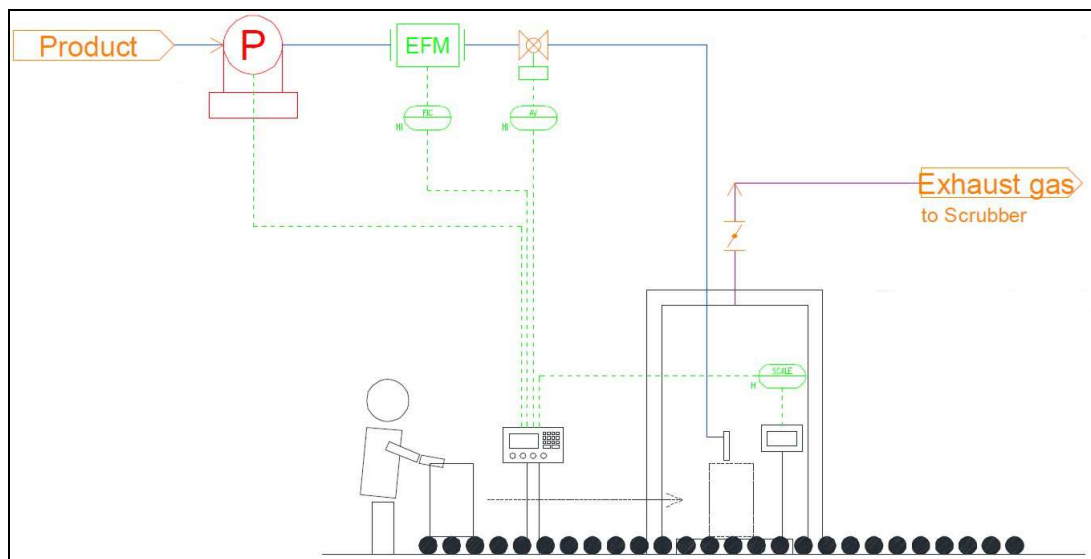 Product
P
EFM
FIC
HI
AV
HI
Exhaust gas
to Scrubber
SCALE
H